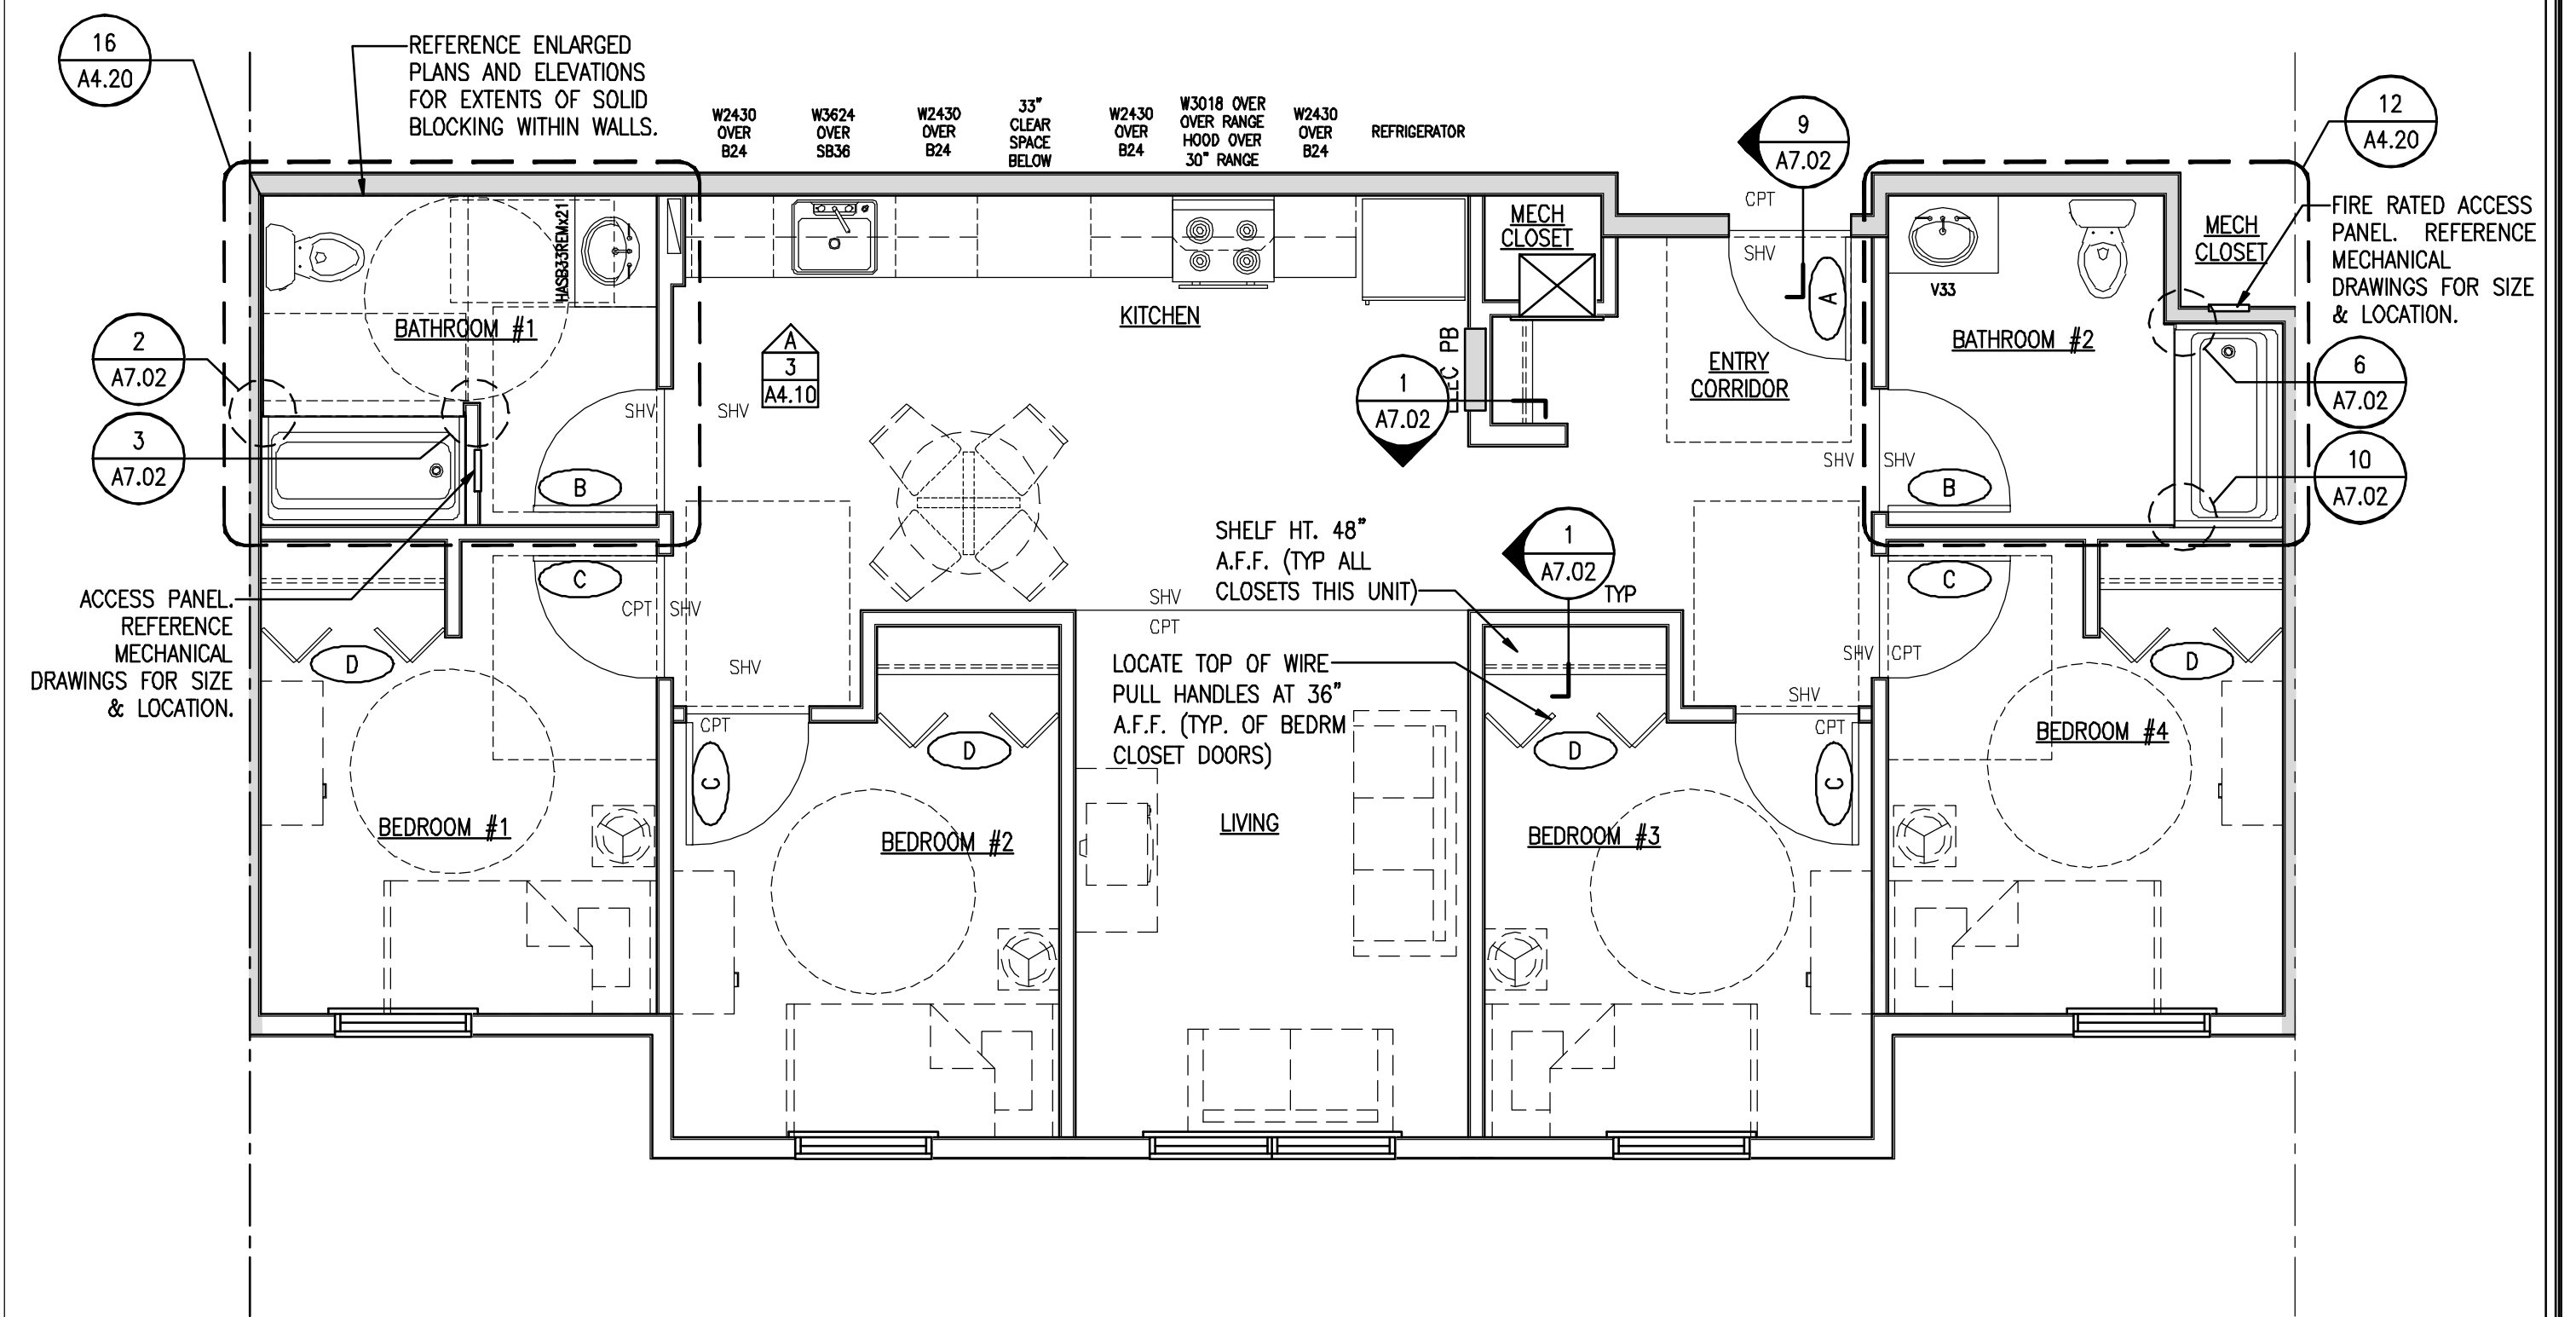 16
A4.20
REFERENCE ENLARGED
PLANS AND ELEVATIONS
FOR EXTENTS OF SOLID
BLOCKING WITHIN WALLS.
W2430
OVER
B24
W3624
OVER
SB36
W2430
OVER
B24
33"
CLEAR
SPACE
BELOW
W2430
OVER
B24
W3018 OVER
OVER RANGE
HOOD OVER
30" RANGE
W2430
OVER
B24
REFRIGERATOR
9
A7.02
12
A4.20
CPT
SHV
MECH
CLOSET
MECH
CLOSET
FIRE RATED ACCESS
PANEL. REFERENCE
MECHANICAL
DRAWINGS FOR SIZE
& LOCATION.
HASB33REMx21
V33
A
KITCHEN
BATHROOM #1
BATHROOM #2
2
A7.02
A
3
A4.10
ELEC PB
ENTRY
CORRIDOR
1
A7.02
6
A7.02
SHV
SHV
3
A7.02
SHV
SHV
10
A7.02
B
B
SHELF HT. 48"
A.F.F. (TYP ALL
CLOSETS THIS UNIT)
1
A7.02
TYP
C
C
ACCESS PANEL.
REFERENCE
MECHANICAL
DRAWINGS FOR SIZE
& LOCATION.
CPT
SHV
SHV
CPT
SHV
CPT
D
SHV
D
LOCATE TOP OF WIRE
PULL HANDLES AT 36"
A.F.F. (TYP. OF BEDRM
CLOSET DOORS)
SHV
CPT
CPT
D
D
C
C
BEDROOM #4
BEDROOM #1
BEDROOM #2
LIVING
BEDROOM #3